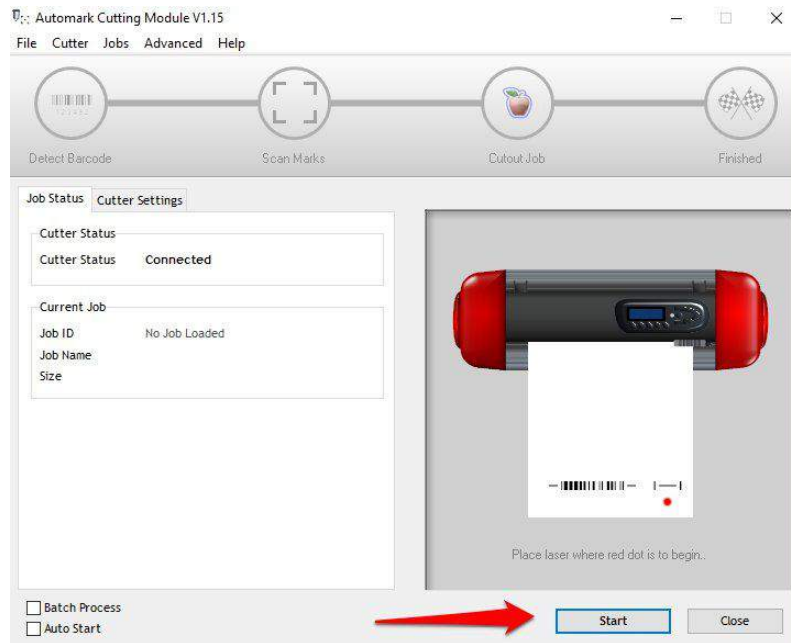 Automark Cutting Module V1.15
File Cutter Jobs Advanced Help
Detect Barcode Scan Marks Cutout Job Finished
Job Status Cutter Settings
Cutter Status
Cutter Status Connected
Current Job
Job ID No Job Loaded
Job Name
Size
Place laser where red dot is to begin..
Batch Process
Auto Start
Start Close